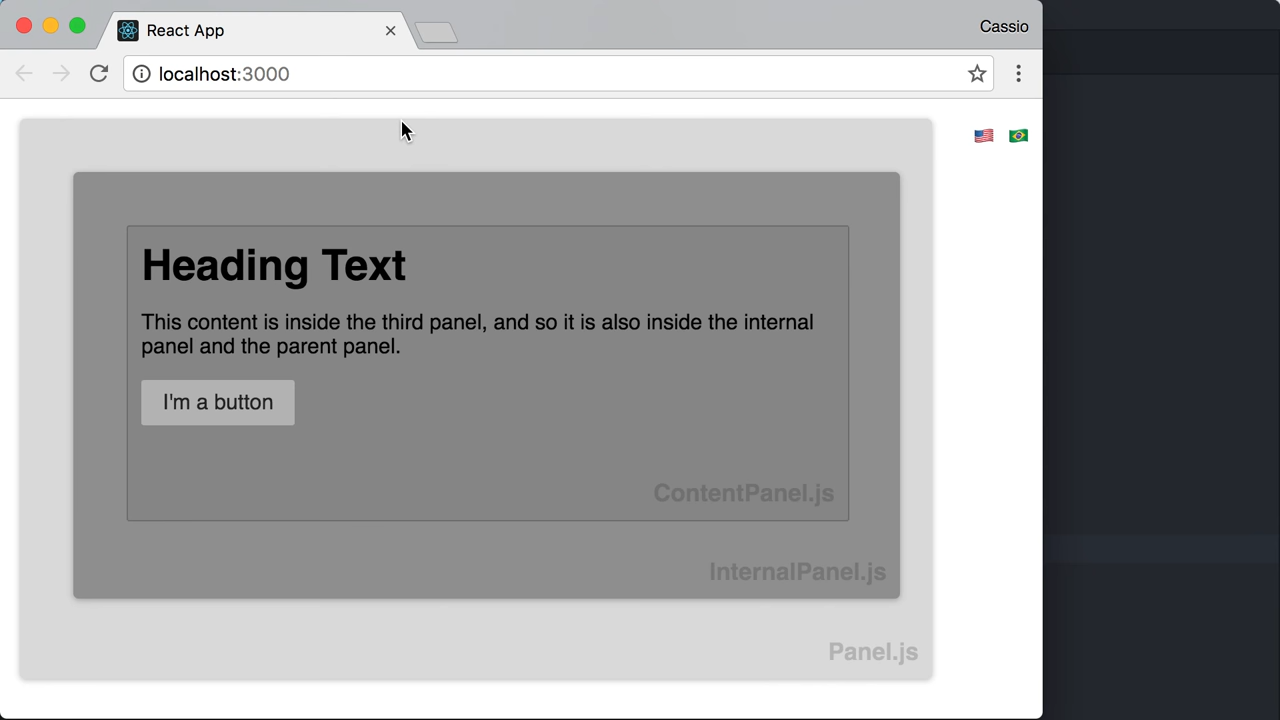 React App
Cassio
localhost:3000
Heading Text
This content is inside the third panel, and so it is also inside the internal
panel and the parent panel.
I'm a button
ContentPanel.js
InternalPanel.js
Panel.js